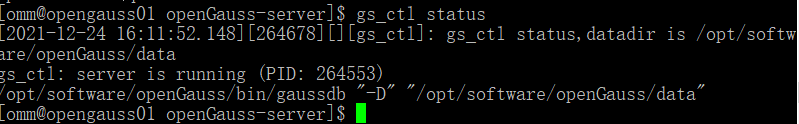 [omm@opengauss01 openGauss-server]$ gs_ctl status
[2021-12-24 16:11:52.148][264678][][gs_ctl]: gs_ctl status,datadir is /opt/softw
are/openGauss/data
gs_ctl: server is running (PID: 264553)
/opt/software/openGauss/bin/gaussdb "-D" "/opt/software/openGauss/data"
[omm@opengauss01 openGauss-server]$